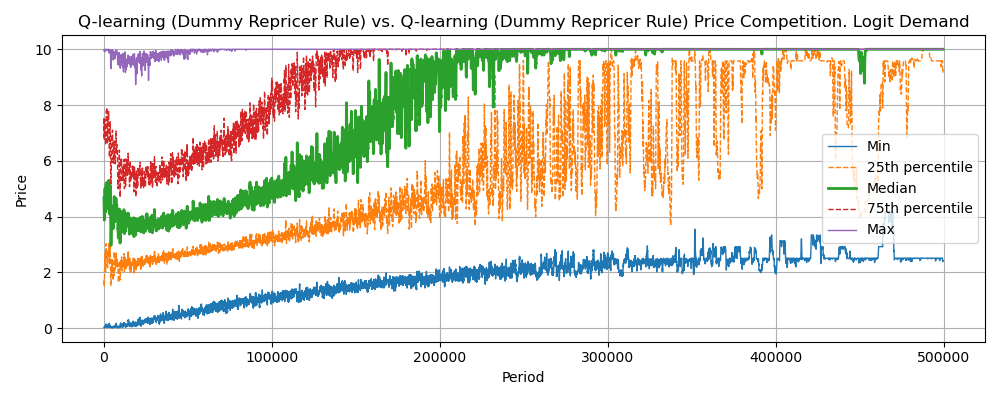 Q-learning (Dummy Repricer Rule) vs. Q-learning (Dummy Repricer Rule) Price Competition. Logit Demand
Price
10
8
6
4
2
0
Min
25th percentile
Median
75th percentile
Max
0
100000
200000
300000
400000
500000
Period